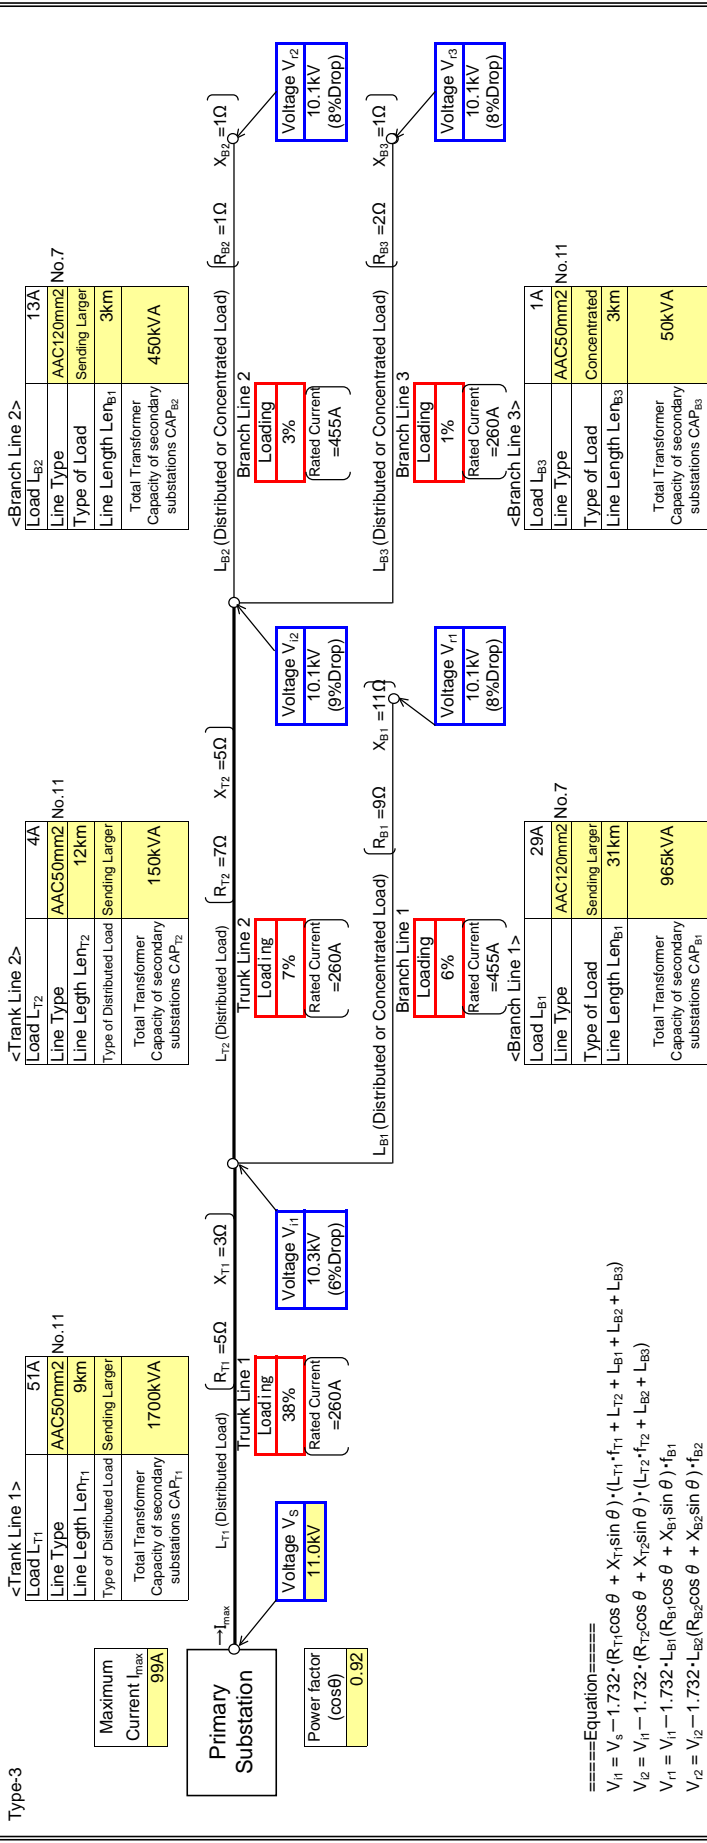 Type-3
Maximum
Current Imax
99A
Primary
Substation
Power factor
(cosθ)
0.92
→Imax
Voltage VS
11.0kV
<Trank Line 1>
Load LT1 51A
Line Type AAC50mm2 No.11
Line Legth LenT1 9km
Type of Distributed Load Sending Larger
Total Transformer
Capacity of secondary
substations CAPT1
1700kVA
LT1 (Distributed Load)
RT1 =5Ω XT1 =3Ω
Trunk Line 1
Loading
38%
Rated Current
=260A
Voltage Vi1
10.3kV
(6%Drop)
<Trank Line 2>
Load LT2 4A
Line Type AAC50mm2 No.11
Line Legth LenT2 12km
Type of Distributed Load Sending Larger
Total Transformer
Capacity of secondary
substations CAPT2
150kVA
LT2 (Distributed Load)
RT2 =7Ω XT2 =5Ω
Trunk Line 2
Loading
7%
Rated Current
=260A
Voltage Vi2
10.1kV
(9%Drop)
LB1 (Distributed or Concentrated Load)
RB1 =9Ω XB1 =11Ω
Branch Line 1
Loading
6%
Rated Current
=455A
Voltage Vr1
10.1kV
(8%Drop)
<Branch Line 1>
Load LB1 29A
Line Type AAC120mm2 No.7
Type of Load Sending Larger
Line Length LenB1 31km
Total Transformer
Capacity of secondary
substations CAPB1
965kVA
<Branch Line 2>
Load LB2 13A
Line Type AAC120mm2 No.7
Type of Load Sending Larger
Line Length LenB1 3km
Total Transformer
Capacity of secondary
substations CAPB2
450kVA
LB2 (Distributed or Concentrated Load)
RB2 =1Ω XB2 =1Ω
Branch Line 2
Loading
3%
Rated Current
=455A
Voltage Vr2
10.1kV
(8%Drop)
LB3 (Distributed or Concentrated Load)
RB3 =2Ω XB3 =1Ω
Branch Line 3
Loading
1%
Rated Current
=260A
Voltage Vr3
10.1kV
(8%Drop)
<Branch Line 3>
Load LB3 1A
Line Type AAC50mm2 No.11
Type of Load Concentrated
Line Length LenB3 3km
Total Transformer
Capacity of secondary
substations CAPB3
50kVA
=====Equation=====
Vi1 = Vs−1.732・(RT1cos θ + XT1sin θ)・(LT1・fT1 + LT2 + LB1 + LB2 + LB3)
Vi2 = Vi1−1.732・(RT2cos θ + XT2sin θ)・(LT2・fT2 + LB2 + LB3)
Vr1 = Vi1−1.732・LB1(RB1cos θ + XB1sin θ)・fB1
Vr2 = Vi2−1.732・LB2(RB2cos θ + XB2sin θ)・fB2